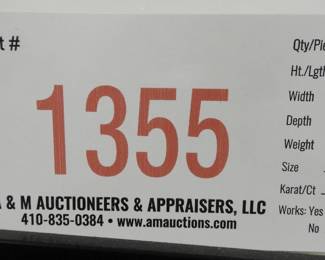 t #
1355
& M AUCTIONEERS & APPRAISERS, LLC
410-835-0384 • www.amauctions.com
Qty/Pie
Ht./Lgth
Width
Depth
Weight
Size
Karat/Ct
Works: Yes
No